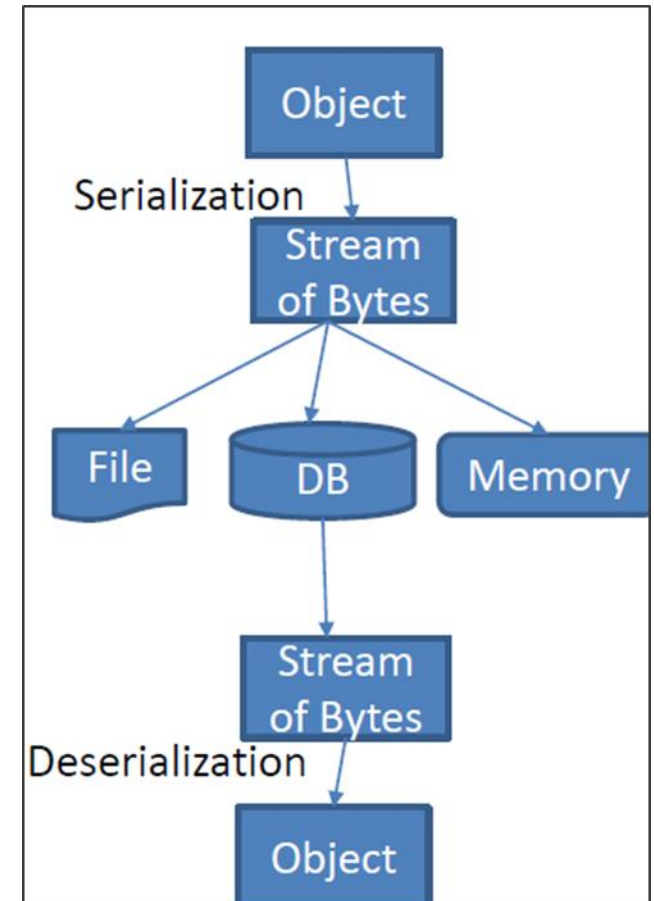 Object
Serialization
Stream
of Bytes
File
DB
Memory
Stream
of Bytes
Deserialization
Object